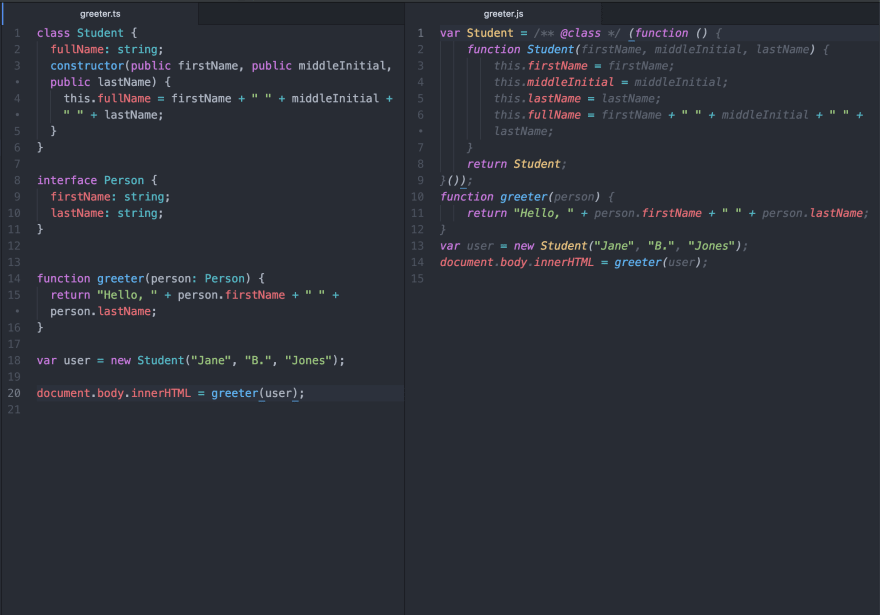 greeter.ts
1 class Student {
2 fullName: string;
3 constructor(public firstName, public middleInitial,
• public lastName) {
4 this.fullName = firstName + " " + middleInitial +
• " " + lastName;
5 }
6 }
7
8 interface Person {
9 firstName: string;
10 lastName: string;
11 }
12
13
14 function greeter(person: Person) {
15 return "Hello, " + person.firstName + " " +
• person.lastName;
16 }
17
18 var user = new Student("Jane", "B.", "Jones");
19
20 document.body.innerHTML = greeter(user);
21
greeter.js
1 var Student = /** @class */ (function () {
2 function Student(firstName, middleInitial, lastName) {
3 this.firstName = firstName;
4 this.middleInitial = middleInitial;
5 this.lastName = lastName;
6 this.fullName = firstName + " " + middleInitial + " " +
• lastName;
7 }
8 return Student;
9 }());
10 function greeter(person) {
11 return "Hello, " + person.firstName + " " + person.lastName;
12 }
13 var user = new Student("Jane", "B.", "Jones");
14 document.body.innerHTML = greeter(user);
15